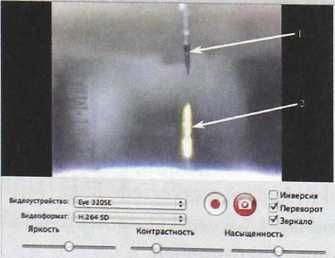 1
2
Видеоустройство: Eye 320SE
Видеоформат: H.264 SD
Инверсия
Переворот
Зеркало
Яркость Контрастность Насыщенность